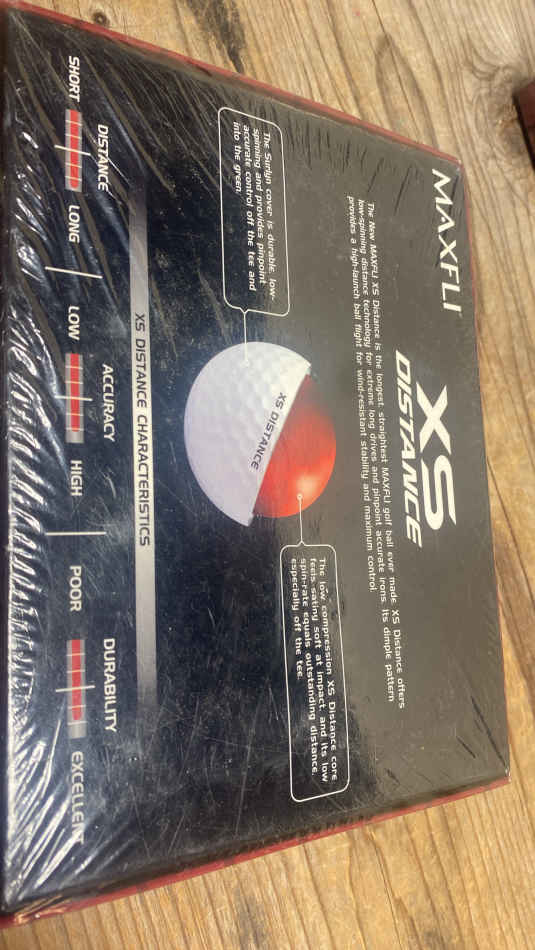 MAXFLI
XS
DISTANCE
The New MAXFLI XS Distance is the longest, straightest MAXFLI golf ball ever made. XS Distance offers
low-spinning distance technology for extreme long drives and pinpoint accurate irons. Its dimple pattern
provides a high-launch ball flight for wind-resistant stability and maximum control.
The Surlyn cover is durable, low-
spinning and provides pinpoint
accurate control off the tee and
into the green.
XS DISTANCE
The low compression XS Distance core
feels satiny soft at impact, and its low
spin-rate equals outstanding distance,
especially off the tee.
XS DISTANCE CHARACTERISTICS
DISTANCE
SHORT LONG
ACCURACY
LOW HIGH
DURABILITY
POOR EXCELLENT